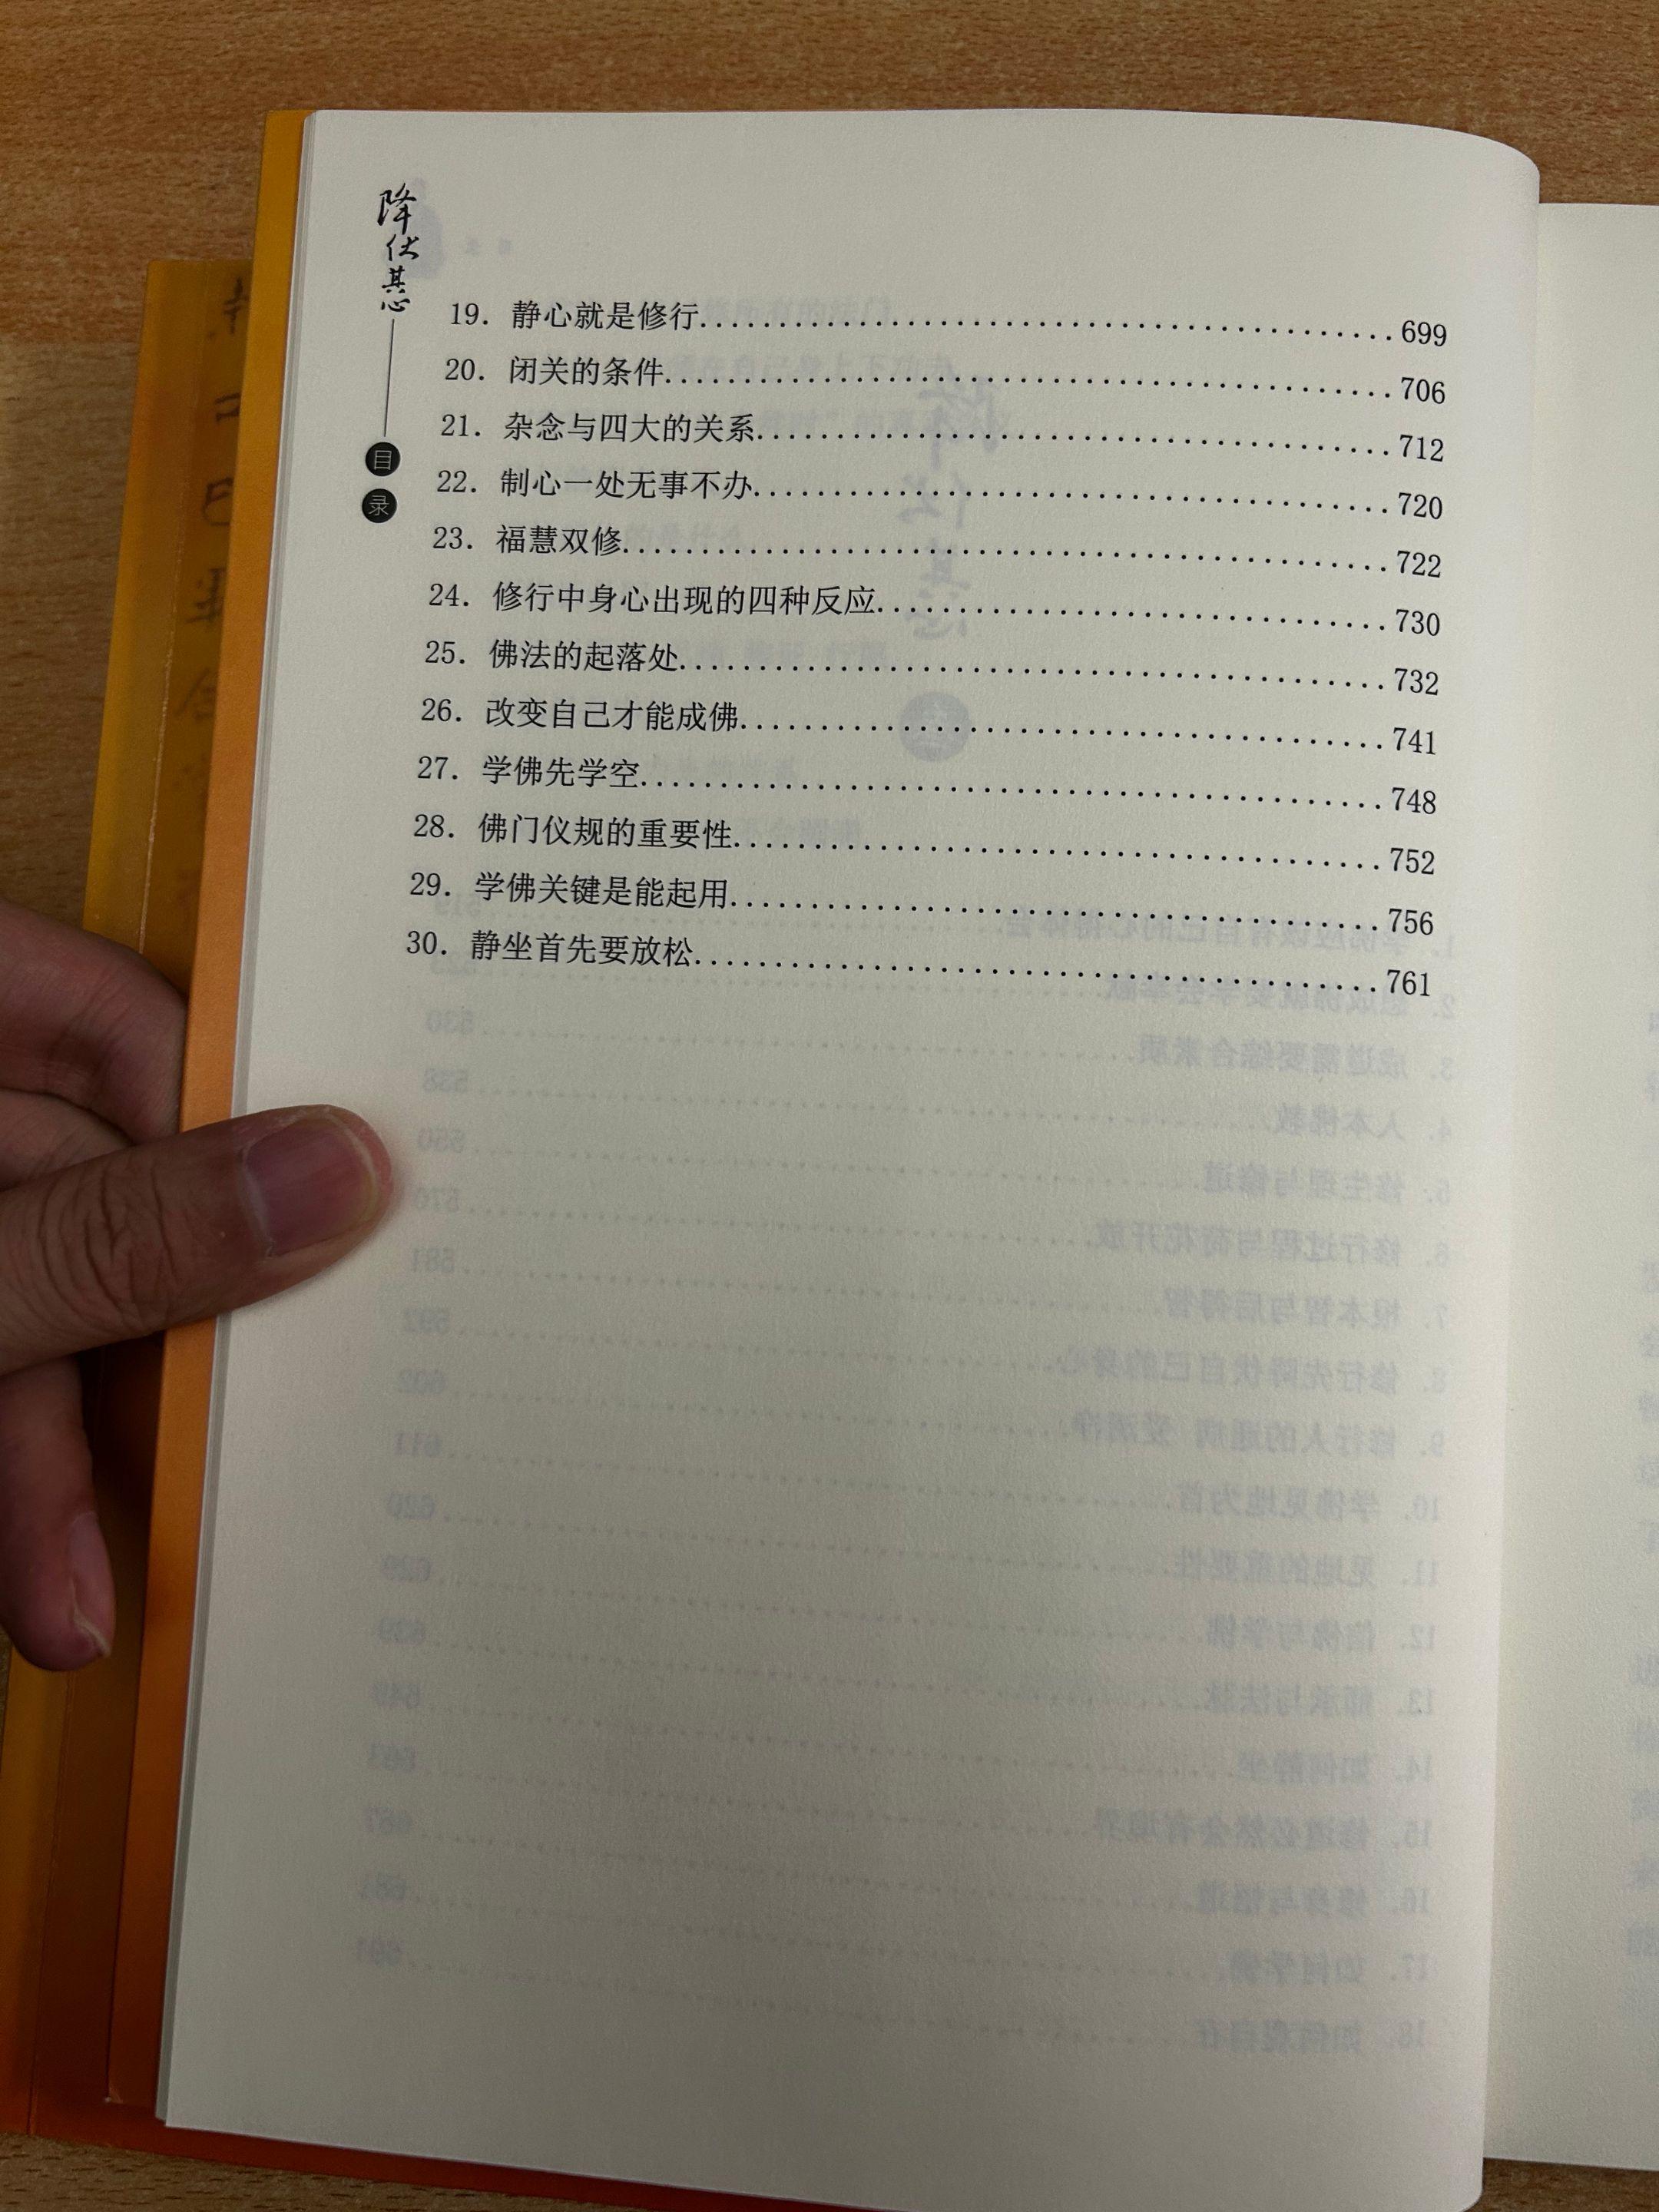 降伏其心
目录
19. 静心就是修行 699
20. 闭关的条件 706
21. 杂念与四大的关系 712
22. 制心一处无事不办 720
23. 福慧双修 722
24. 修行中身心出现的四种反应 730
25. 佛法的起落处 732
26. 改变自己才能成佛 741
27. 学佛先学空 748
28. 佛门仪规的重要性 752
29. 学佛关键是能起用 756
30. 静坐首先要放松 761